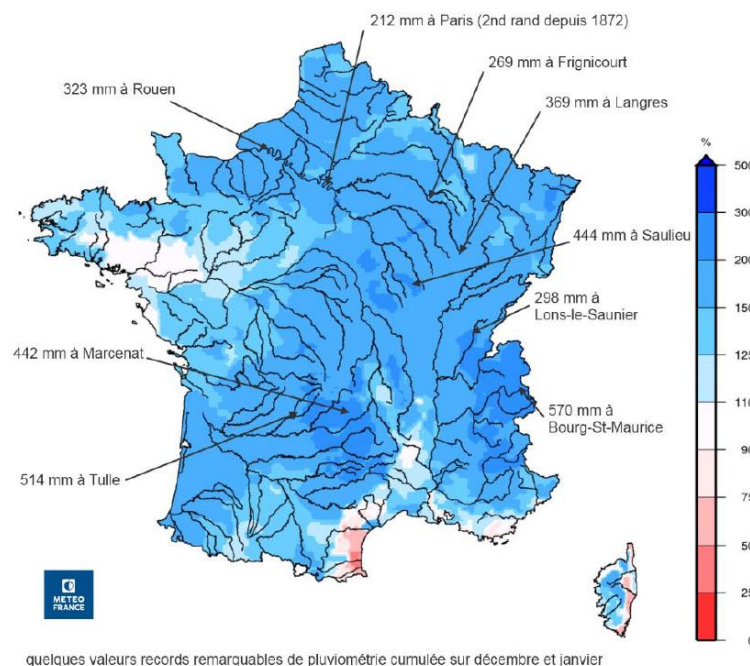 212 mm à Paris (2nd rand depuis 1872)
269 mm à Frignicourt
323 mm à Rouen
369 mm à Langres
%
500
300
200
150
125
110
90
75
50
25
0
444 mm à Saulieu
298 mm à
Lons-le-Saunier
442 mm à Marcenat
570 mm à
Bourg-St-Maurice
514 mm à Tulle
METEO
FRANCE
quelques valeurs records remarquables de pluviométrie cumulée sur décembre et janvier